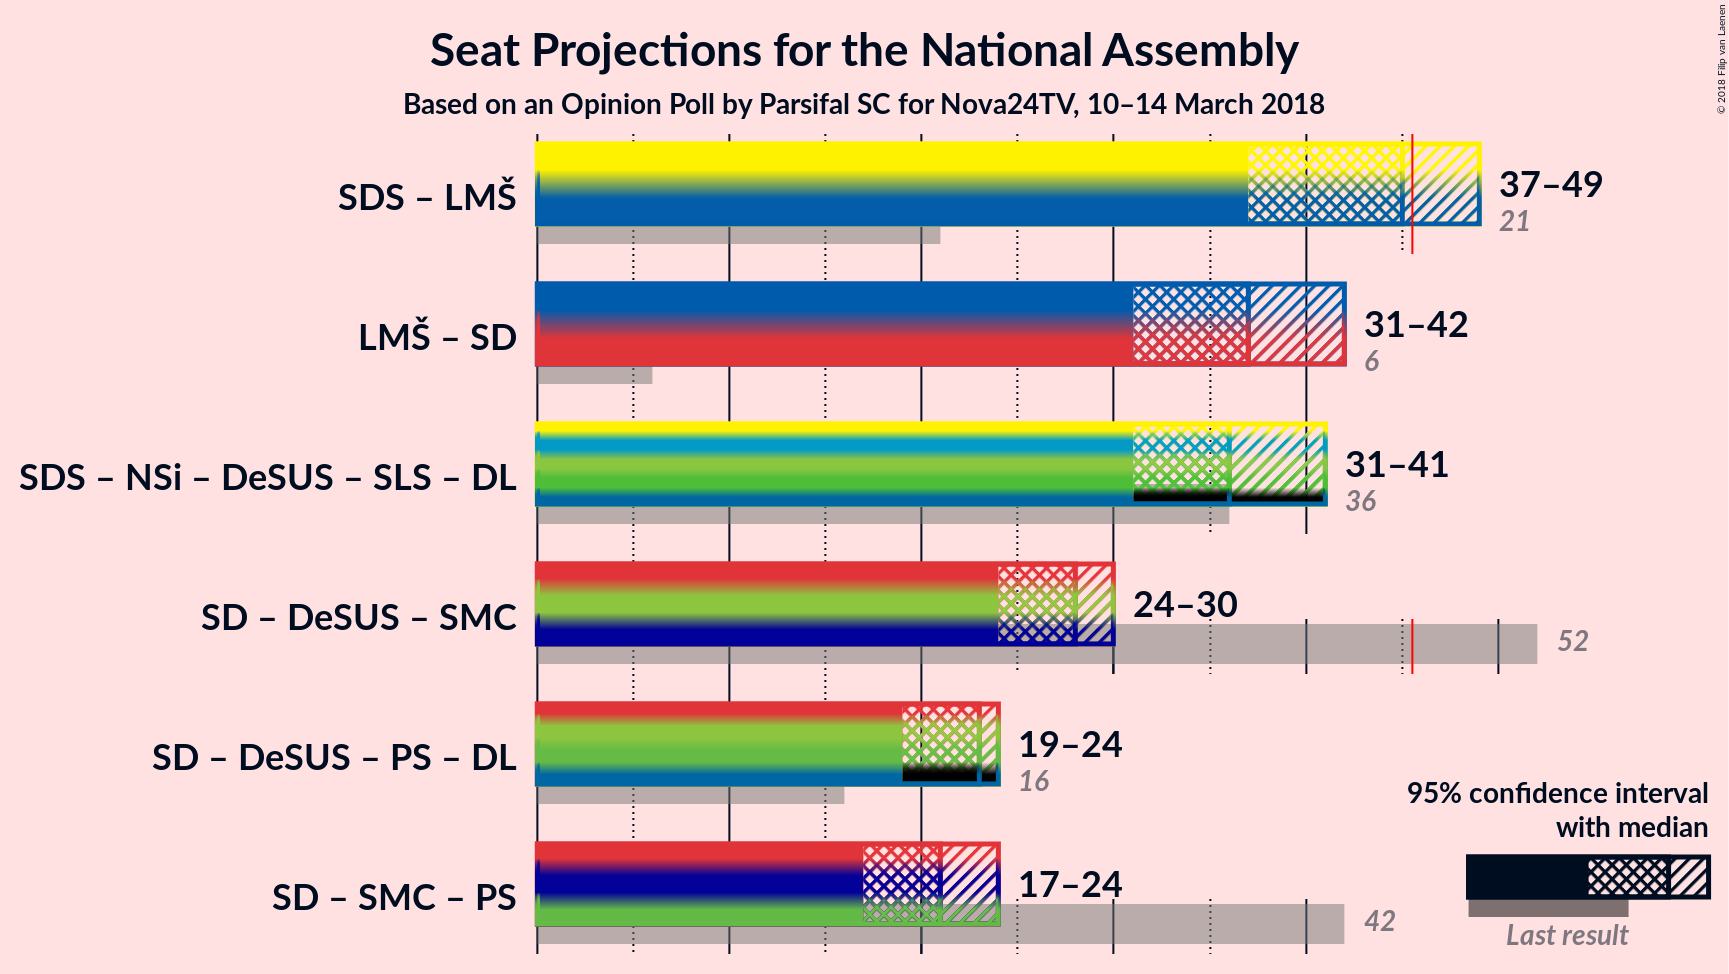 Seat Projections for the National Assembly
Based on an Opinion Poll by Parsifal SC for Nova24TV, 10–14 March 2018
© 2018 Filip van Laenen
SDS – LMŠ
37–49
21
LMŠ – SD
31–42
6
SDS – NSi – DeSUS – SLS – DL
31–41
36
SD – DeSUS – SMC
24–30
52
SD – DeSUS – PS – DL
19–24
16
SD – SMC – PS
17–24
42
95% confidence interval
with median
Last result